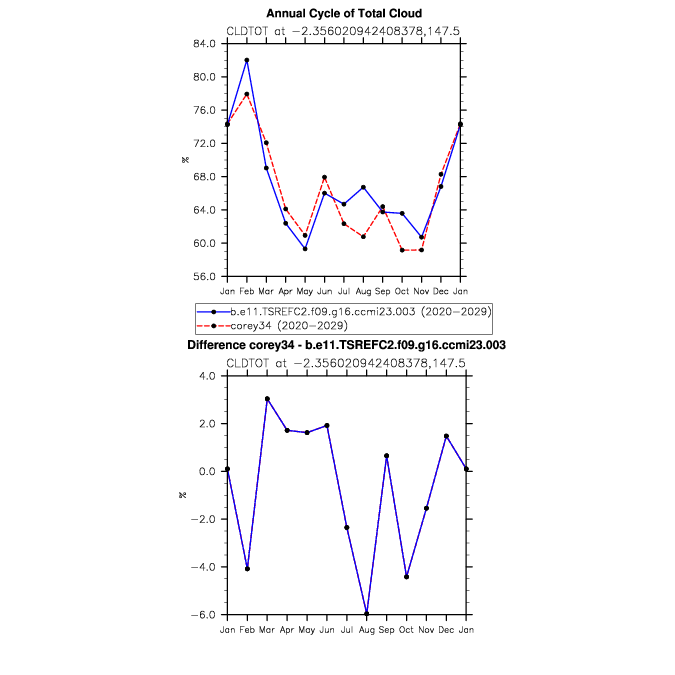 Annual Cycle of Total Cloud
CLDTOT at −2.356020942408378,147.5
84.0
80.0
76.0
72.0
68.0
64.0
60.0
56.0
%
Jan Feb Mar Apr May Jun Jul Aug Sep Oct Nov Dec Jan
b.e11.TSREFC2.f09.g16.ccmi23.003 (2020−2029)
corey34 (2020−2029)
Difference corey34 - b.e11.TSREFC2.f09.g16.ccmi23.003
CLDTOT at −2.356020942408378,147.5
4.0
2.0
0.0
−2.0
−4.0
−6.0
%
Jan Feb Mar Apr May Jun Jul Aug Sep Oct Nov Dec Jan